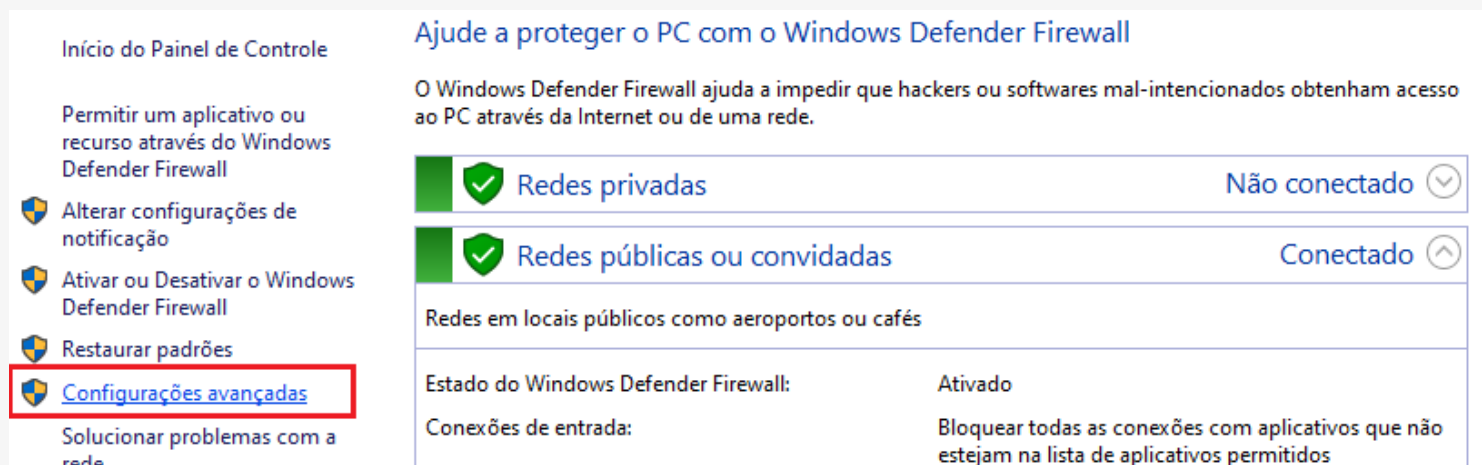 Início do Painel de Controle
Permitir um aplicativo ou
recurso através do Windows
Defender Firewall
Alterar configurações de
notificação
Ativar ou Desativar o Windows
Defender Firewall
Restaurar padrões
Configurações avançadas
Solucionar problemas com a
rede
Ajude a proteger o PC com o Windows Defender Firewall
O Windows Defender Firewall ajuda a impedir que hackers ou softwares mal-intencionados obtenham acesso
ao PC através da Internet ou de uma rede.
Redes privadas Não conectado
Redes públicas ou convidadas Conectado
Redes em locais públicos como aeroportos ou cafés
Estado do Windows Defender Firewall: Ativado
Conexões de entrada: Bloquear todas as conexões com aplicativos que não
estejam na lista de aplicativos permitidos